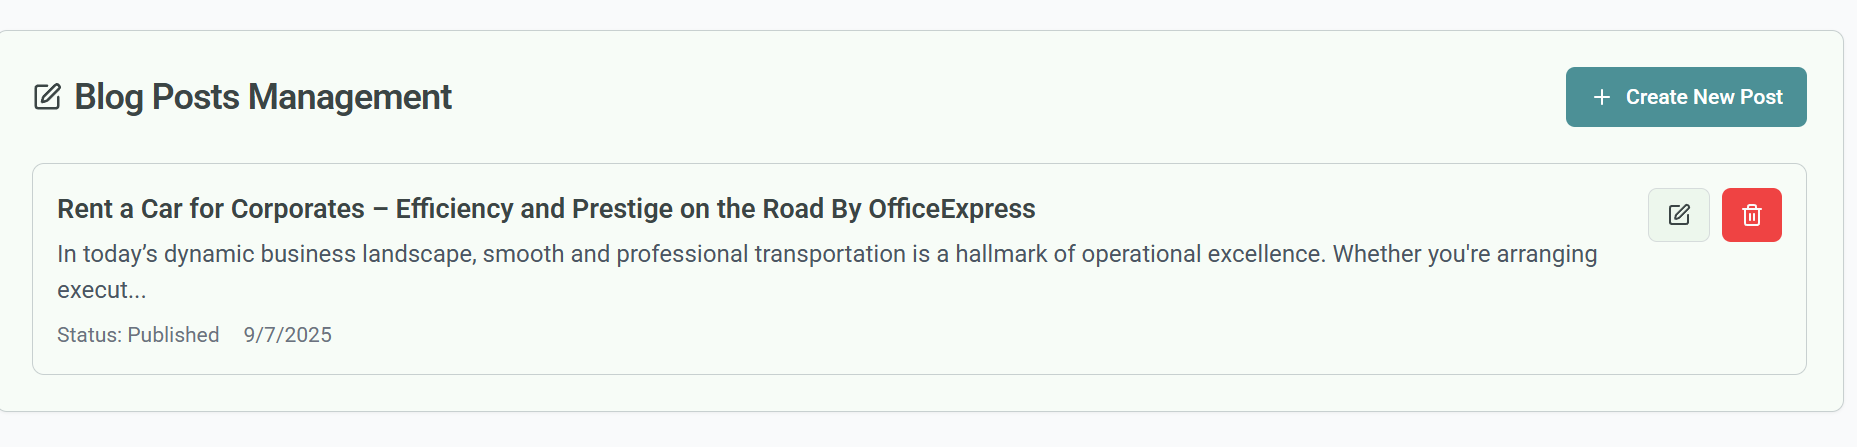 Blog Posts Management
Create New Post
Rent a Car for Corporates – Efficiency and Prestige on the Road By OfficeExpress
In today’s dynamic business landscape, smooth and professional transportation is a hallmark of operational excellence. Whether you're arranging
execut...
Status: Published 9/7/2025